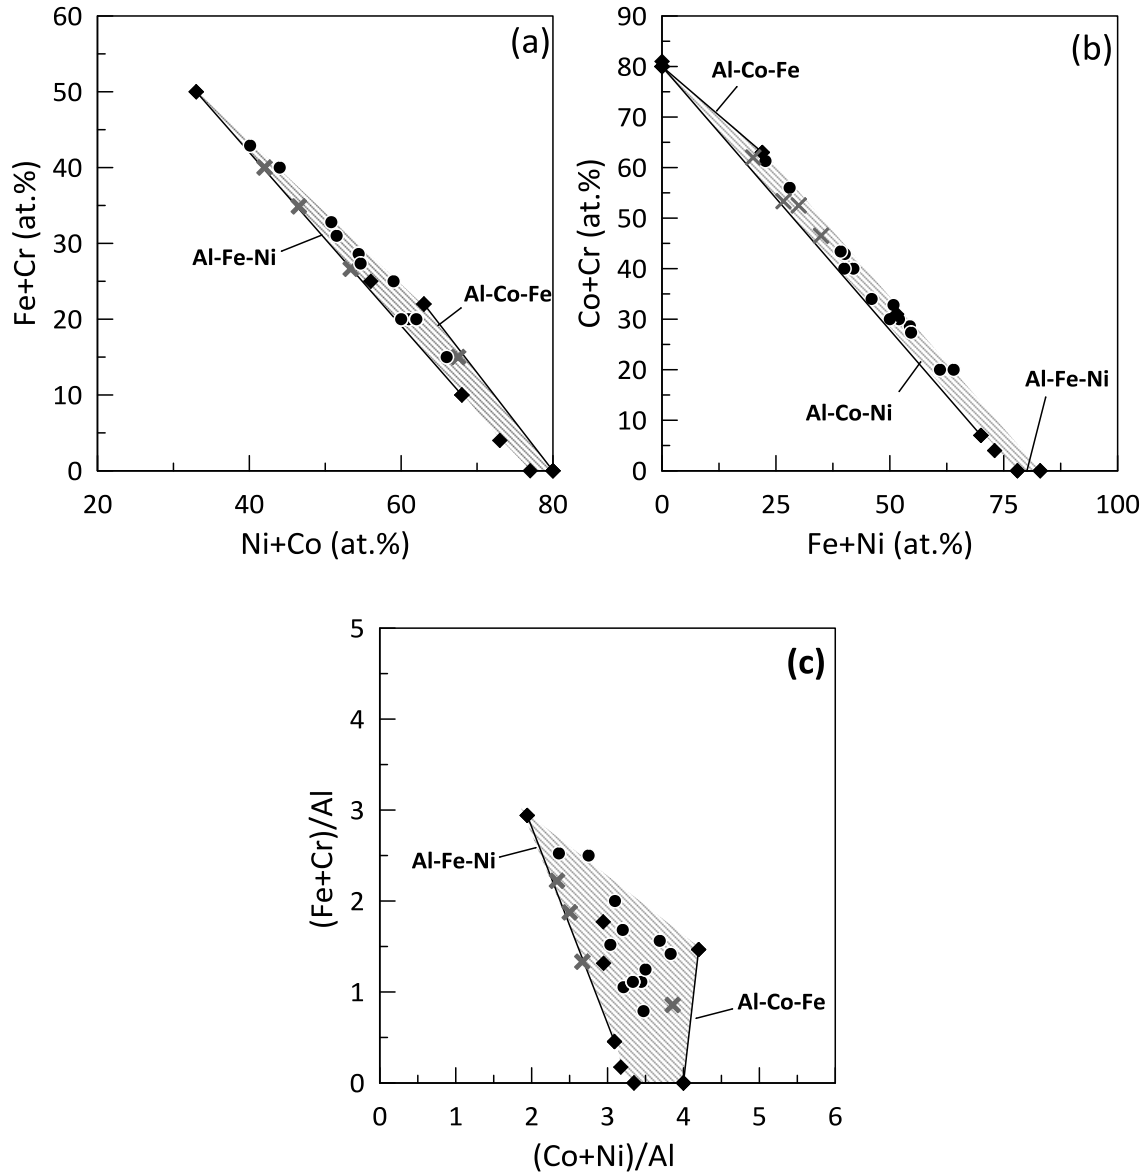 (a)
60
50
40
30
20
10
0
Fe+Cr (at.%)
Al-Fe-Ni
Al-Co-Fe
20 40 60 80
Ni+Co (at.%)
(b)
90
80
70
60
50
40
30
20
10
0
Co+Cr (at.%)
Al-Co-Fe
Al-Fe-Ni
Al-Co-Ni
0 25 50 75 100
Fe+Ni (at.%)
(c)
5
4
3
2
1
0
(Fe+Cr)/Al
Al-Fe-Ni
Al-Co-Fe
0 1 2 3 4 5 6
(Co+Ni)/Al